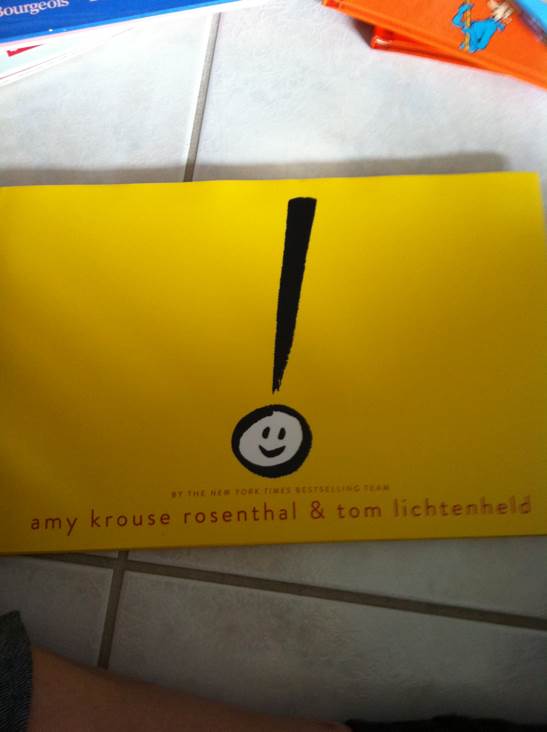 Bourgeois
!
BY THE NEW YORK TIMES BESTSELLING TEAM
amy krouse rosenthal & tom lichtenheld